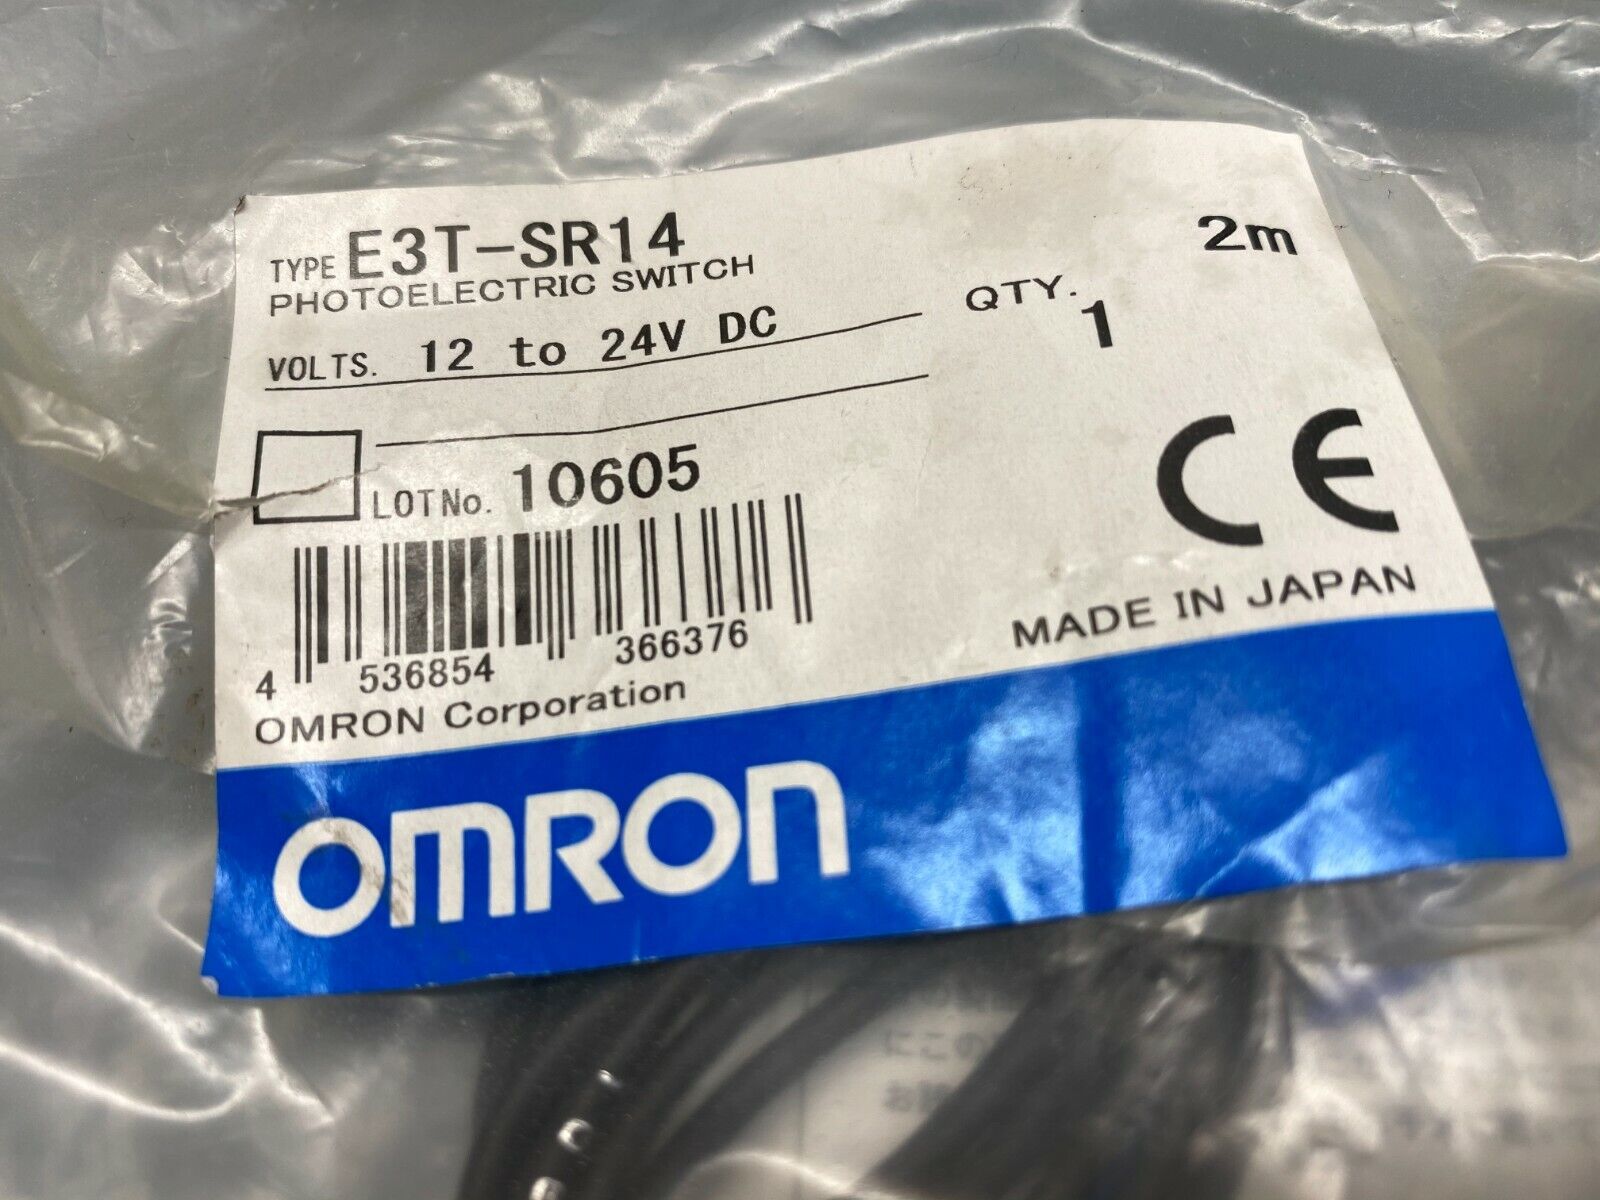 TYPE E3T-SR14 2m
PHOTOELECTRIC SWITCH
QTY. 1
VOLTS. 12 to 24V DC
LOT No. 10605
CE
4 536854 366376
MADE IN JAPAN
OMRON Corporation
OMRON